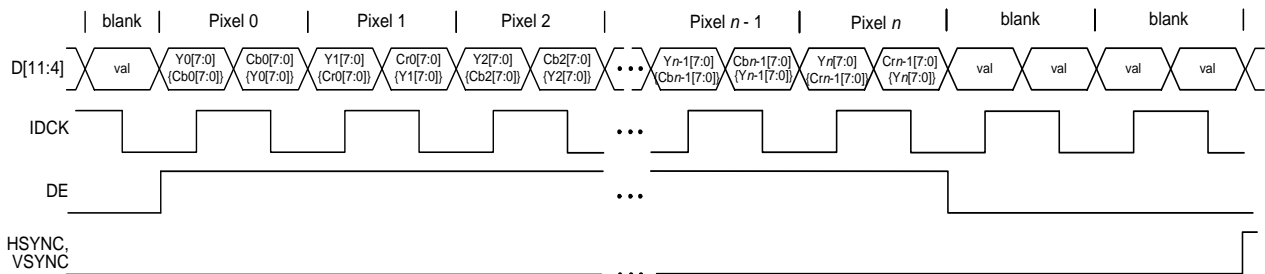 blank Pixel 0 Pixel 1 Pixel 2 Pixel n - 1 Pixel n blank blank
D[11:4] val Y0[7:0] Cb0[7:0] Y1[7:0] Cr0[7:0] Y2[7:0] Cb2[7:0] ... Yn-1[7:0] Cbn-1[7:0] Yn[7:0] Crn-1[7:0] val val val val
{Cb0[7:0]} {Y0[7:0]} {Cr0[7:0]} {Y1[7:0]} {Cb2[7:0]} {Y2[7:0]} {Cbn-1[7:0]} {Yn-1[7:0]} {Crn-1[7:0]} {Yn[7:0]}
IDCK ...
DE ...
HSYNC,
VSYNC ...